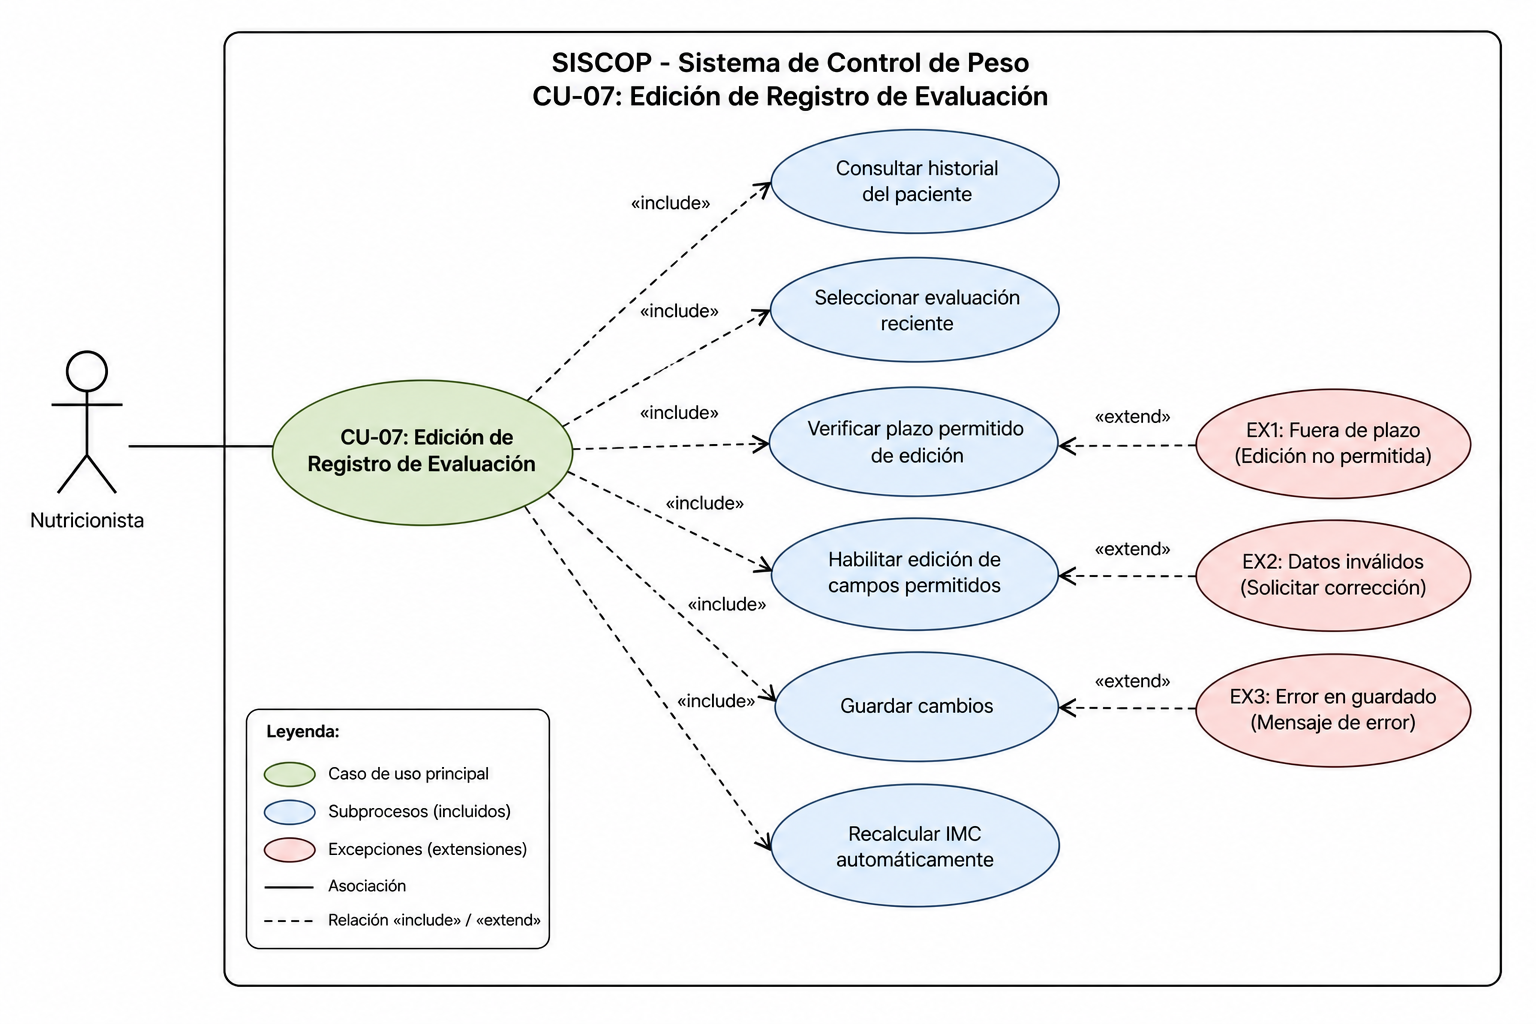 SISCOP - Sistema de Control de Peso
CU-07: Edición de Registro de Evaluación
Nutricionista
CU-07: Edición de
Registro de Evaluación
«include»
Consultar historial
del paciente
«include»
Seleccionar evaluación
reciente
«include»
Verificar plazo permitido
de edición
«extend»
EX1: Fuera de plazo
(Edición no permitida)
«include»
Habilitar edición de
campos permitidos
«extend»
EX2: Datos inválidos
(Solicitar corrección)
«include»
Guardar cambios
«extend»
EX3: Error en guardado
(Mensaje de error)
«include»
Recalcular IMC
automáticamente
Leyenda:
Caso de uso principal
Subprocesos (incluidos)
Excepciones (extensiones)
Asociación
Relación «include» / «extend»